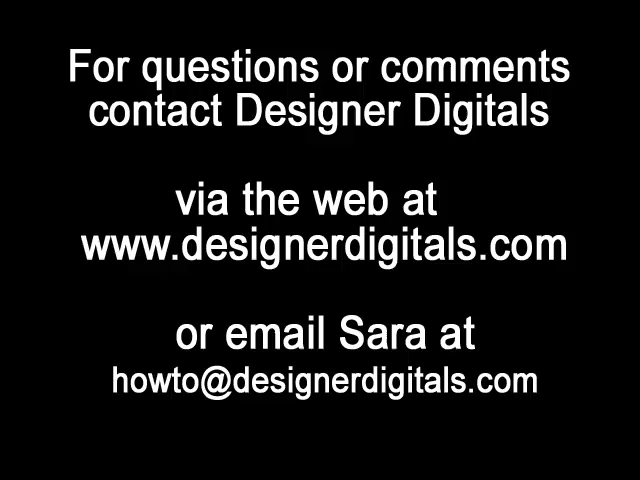 For questions or comments
contact Designer Digitals
via the web at
www.designerdigitals.com
or email Sara at
howto@designerdigitals.com